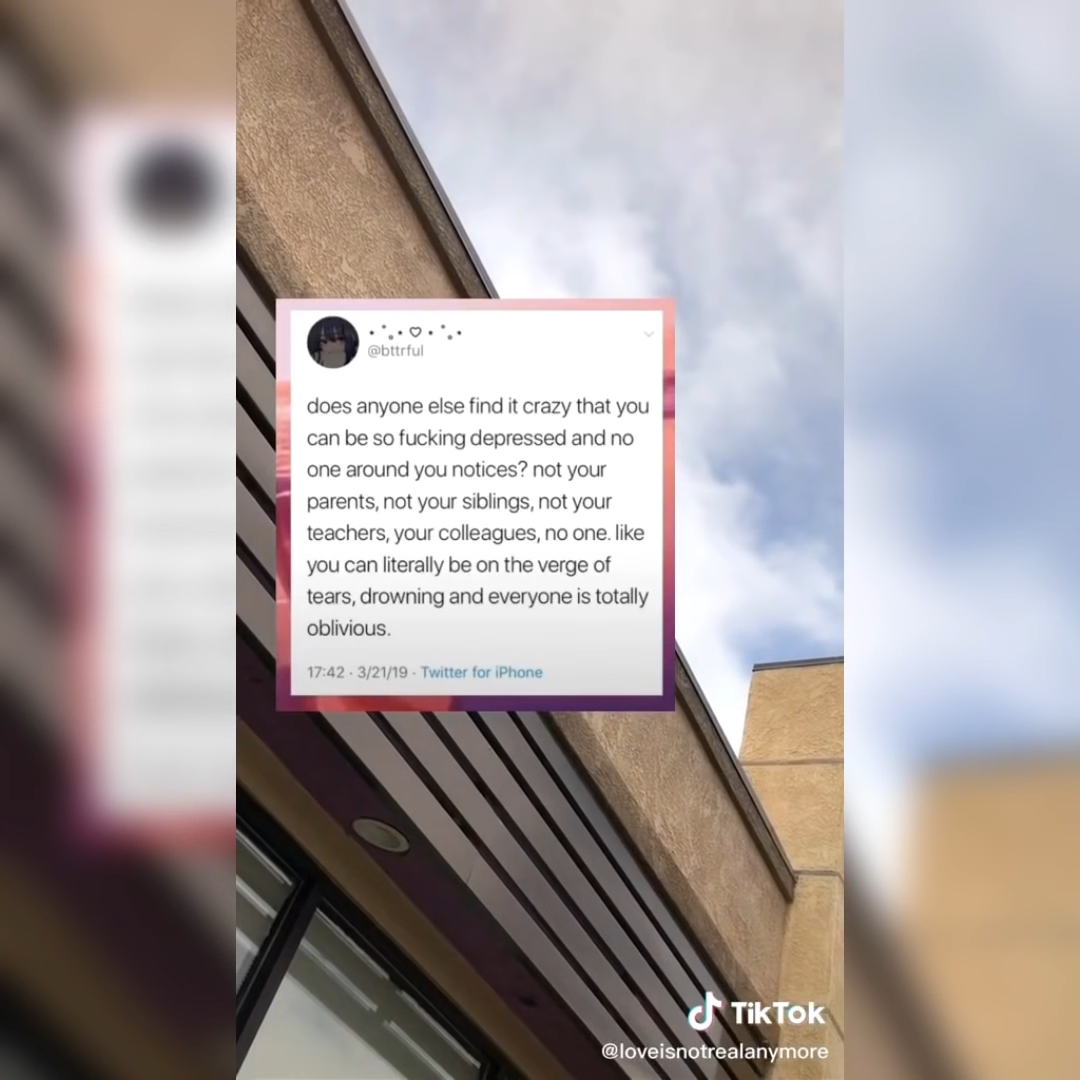 • ° 。• ♡ • ° 。•
@bttrful
does anyone else find it crazy that you
can be so fucking depressed and no
one around you notices? not your
parents, not your siblings, not your
teachers, your colleagues, no one. like
you can literally be on the verge of
tears, drowning and everyone is totally
oblivious.
17:42 · 3/21/19 · Twitter for iPhone
TikTok
@loveisnotrealanymore